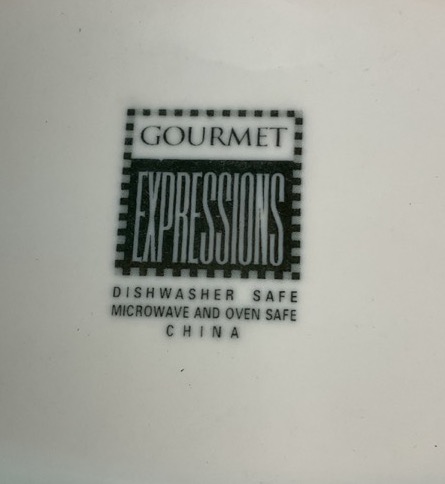 GOURMET
EXPRESSIONS
DISHWASHER SAFE
MICROWAVE AND OVEN SAFE
CHINA